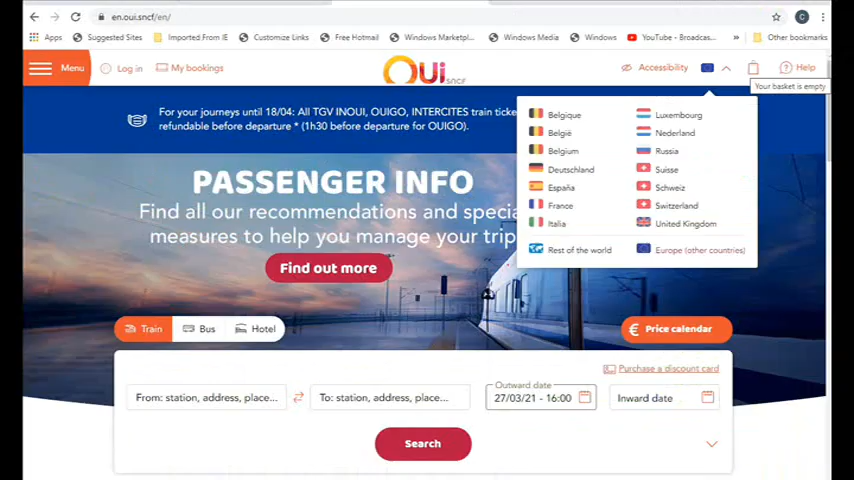 en.oui.sncf/en/
C
Apps Suggested Sites Imported From IE Customize Links Free Hotmail Windows Marketpl... Windows Media Windows YouTube - Broadcas... Other bookmarks
Menu Log in My bookings OUi.sncf Accessibility Help
Your basket is empty
For your journeys until 18/04: All TGV INOUI, OUIGO, INTERCITES train ticke
refundable before departure * (1h30 before departure for OUIGO).
Belgique Luxembourg
België Nederland
Belgium Russia
Deutschland Suisse
España Schweiz
France Switzerland
Italia United Kingdom
Rest of the world Europe (other countries)
PASSENGER INFO
Find all our recommendations and specia
measures to help you manage your trip
Find out more
Train Bus Hotel € Price calendar
Purchase a discount card
Outward date
From: station, address, place... To: station, address, place... 27/03/21 - 16:00 Inward date
Search